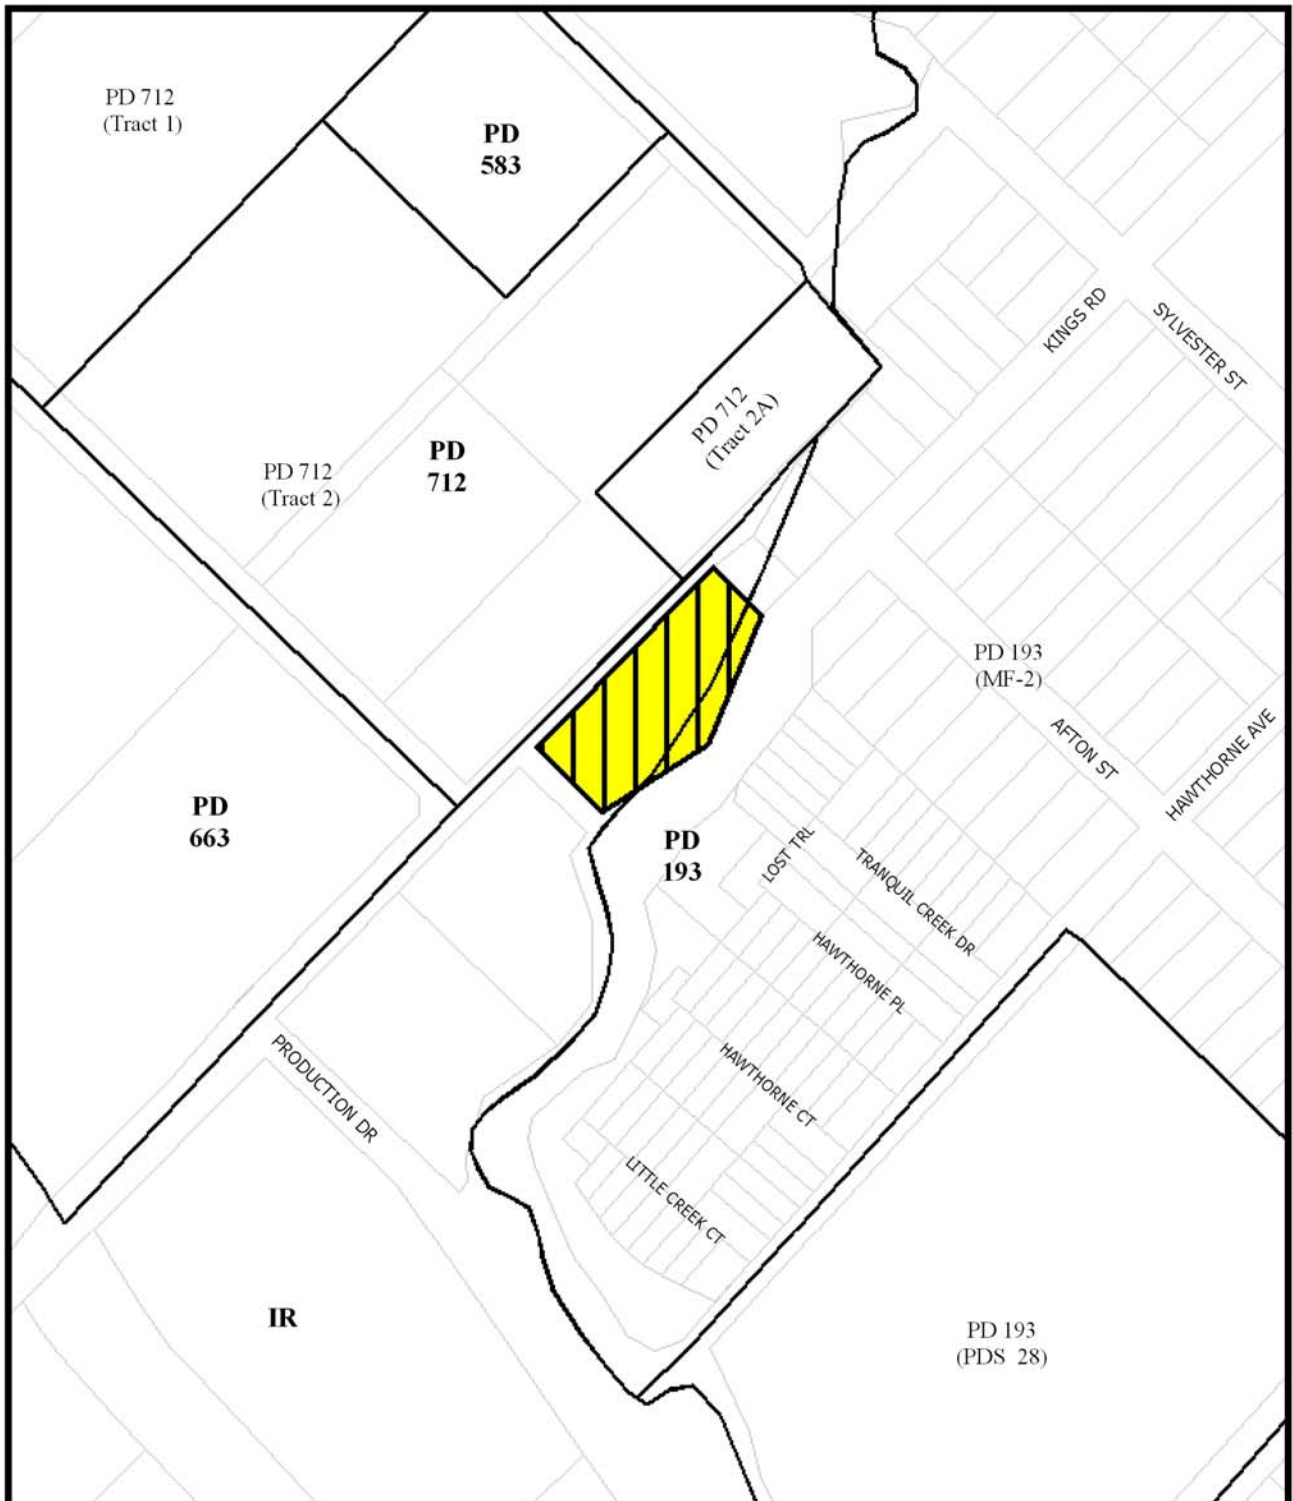 PD 712
(Tract 1)
PD
583
KINGS RD
SYLVESTER ST
PD 712
(Tract 2A)
PD
712
PD 712
(Tract 2)
PD 193
(MF-2)
AFTON ST
HAWTHORNE AVE
PD
663
PD
193
LOST TRL
TRANQUIL CREEK DR
HAWTHORNE PL
PRODUCTION DR
HAWTHORNE CT
LITTLE CREEK CT
IR
PD 193
(PDS 28)